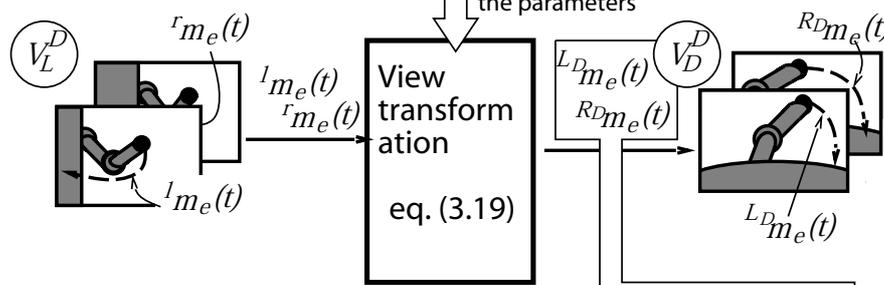 the parameters
V_L^D
^r m_e(t)
^l m_e(t)
^l m_e(t)
^r m_e(t)
View
transform
ation
eq. (3.19)
^{L_D} m_e(t)
^{R_D} m_e(t)
V_D^D
^{R_D} m_e(t)
^{L_D} m_e(t)